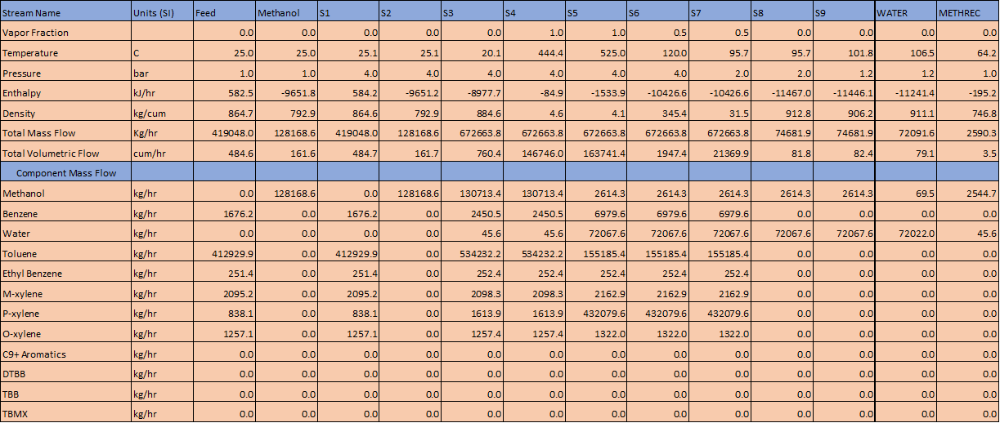 Stream Name Units (SI) Feed Methanol S1 S2 S3 S4 S5 S6 S7 S8 S9 WATER METHREC
Vapor Fraction 0.0 0.0 0.0 0.0 0.0 1.0 1.0 0.5 0.5 0.0 0.0 0.0 0.0
Temperature C 25.0 25.0 25.1 25.1 20.1 444.4 525.0 120.0 95.7 95.7 101.8 106.5 64.2
Pressure bar 1.0 1.0 4.0 4.0 4.0 4.0 4.0 4.0 2.0 2.0 1.2 1.2 1.0
Enthalpy kJ/hr 582.5 -9651.8 584.2 -9651.2 -8977.7 -84.9 -1533.9 -10426.6 -10426.6 -11467.0 -11446.1 -11241.4 -195.2
Density kg/cum 864.7 792.9 864.6 792.9 884.6 4.6 4.1 345.4 31.5 912.8 906.2 911.1 746.8
Total Mass Flow Kg/hr 419048.0 128168.6 419048.0 128168.6 672663.8 672663.8 672663.8 672663.8 672663.8 74681.9 74681.9 72091.6 2590.3
Total Volumetric Flow cum/hr 484.6 161.6 484.7 161.7 760.4 146746.0 163741.4 1947.4 21369.9 81.8 82.4 79.1 3.5
Component Mass Flow
Methanol kg/hr 0.0 128168.6 0.0 128168.6 130713.4 130713.4 2614.3 2614.3 2614.3 2614.3 2614.3 69.5 2544.7
Benzene kg/hr 1676.2 0.0 1676.2 0.0 2450.5 2450.5 6979.6 6979.6 6979.6 0.0 0.0 0.0 0.0
Water kg/hr 0.0 0.0 0.0 0.0 45.6 45.6 72067.6 72067.6 72067.6 72067.6 72067.6 72022.0 45.6
Toluene kg/hr 412929.9 0.0 412929.9 0.0 534232.2 534232.2 155185.4 155185.4 155185.4 0.0 0.0 0.0 0.0
Ethyl Benzene kg/hr 251.4 0.0 251.4 0.0 252.4 252.4 252.4 252.4 252.4 0.0 0.0 0.0 0.0
M-xylene kg/hr 2095.2 0.0 2095.2 0.0 2098.3 2098.3 2162.9 2162.9 2162.9 0.0 0.0 0.0 0.0
P-xylene kg/hr 838.1 0.0 838.1 0.0 1613.9 1613.9 432079.6 432079.6 432079.6 0.0 0.0 0.0 0.0
O-xylene kg/hr 1257.1 0.0 1257.1 0.0 1257.4 1257.4 1322.0 1322.0 1322.0 0.0 0.0 0.0 0.0
C9+ Aromatics kg/hr 0.0 0.0 0.0 0.0 0.0 0.0 0.0 0.0 0.0 0.0 0.0 0.0 0.0
DTBB kg/hr 0.0 0.0 0.0 0.0 0.0 0.0 0.0 0.0 0.0 0.0 0.0 0.0 0.0
TBB kg/hr 0.0 0.0 0.0 0.0 0.0 0.0 0.0 0.0 0.0 0.0 0.0 0.0 0.0
TBMX kg/hr 0.0 0.0 0.0 0.0 0.0 0.0 0.0 0.0 0.0 0.0 0.0 0.0 0.0